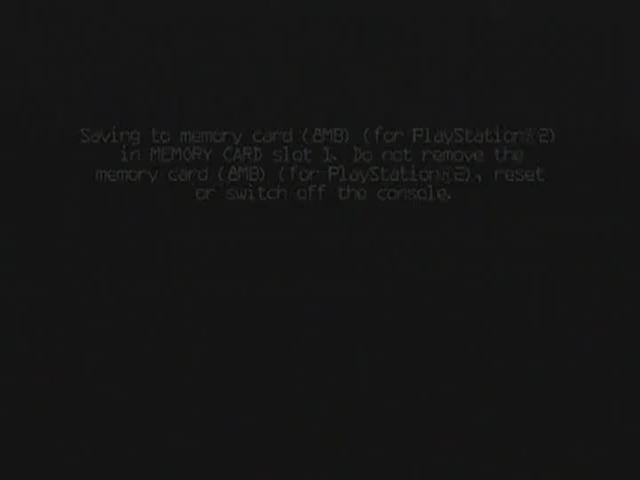 Saving to memory card (8MB) (for PlayStation®2)
in MEMORY CARD slot 1. Do not remove the
memory card (8MB) (for PlayStation®2), reset
or switch off the console.